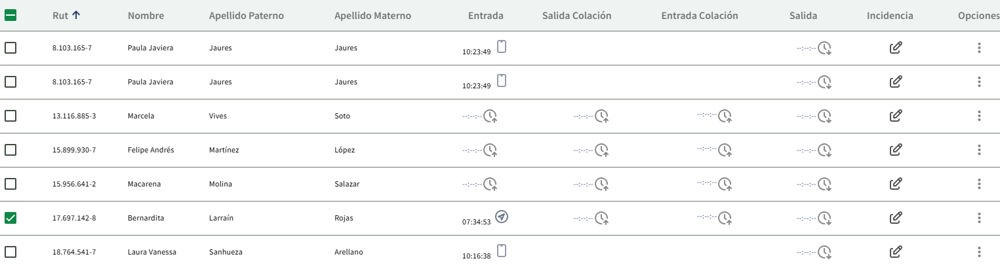 Rut Nombre Apellido Paterno Apellido Materno Entrada Salida Colación Entrada Colación Salida Incidencia Opciones
8.103.165-7 Paula Javiera Jaures Jaures 10:23:49 --:--:--
8.103.165-7 Paula Javiera Jaures Jaures 10:23:49 --:--:--
13.116.885-3 Marcela Vives Soto --:--:-- --:--:-- --:--:-- --:--:--
15.899.930-7 Felipe Andrés Martínez López --:--:-- --:--:-- --:--:-- --:--:--
15.956.641-2 Macarena Molina Salazar --:--:-- --:--:-- --:--:-- --:--:--
17.697.142-8 Bernardita Larraín Rojas 07:34:53 --:--:-- --:--:-- --:--:--
18.764.541-7 Laura Vanessa Sanhueza Arellano 10:16:38 --:--:--